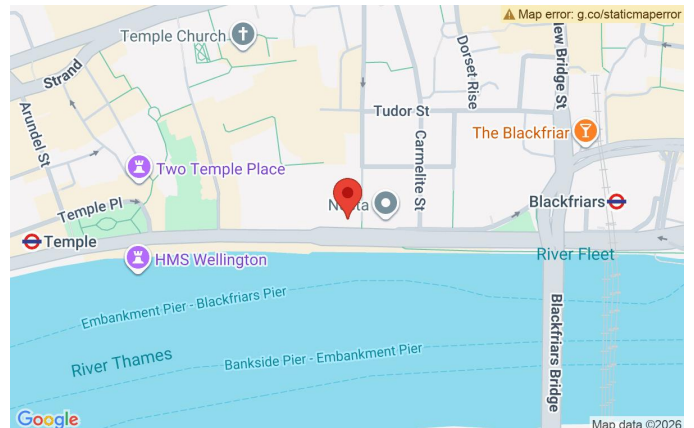 Map error: g.co/staticmaperror
Temple Church
Strand
Dorset Rise
New Bridge St
Arundel St
Tudor St
Carmelite St
The Blackfriar
Two Temple Place
Temple Pl
Blackfriars
Temple
HMS Wellington
River Fleet
Embankment Pier - Blackfriars Pier
River Thames
Bankside Pier - Embankment Pier
Blackfriars Bridge
Google
Map data ©2026